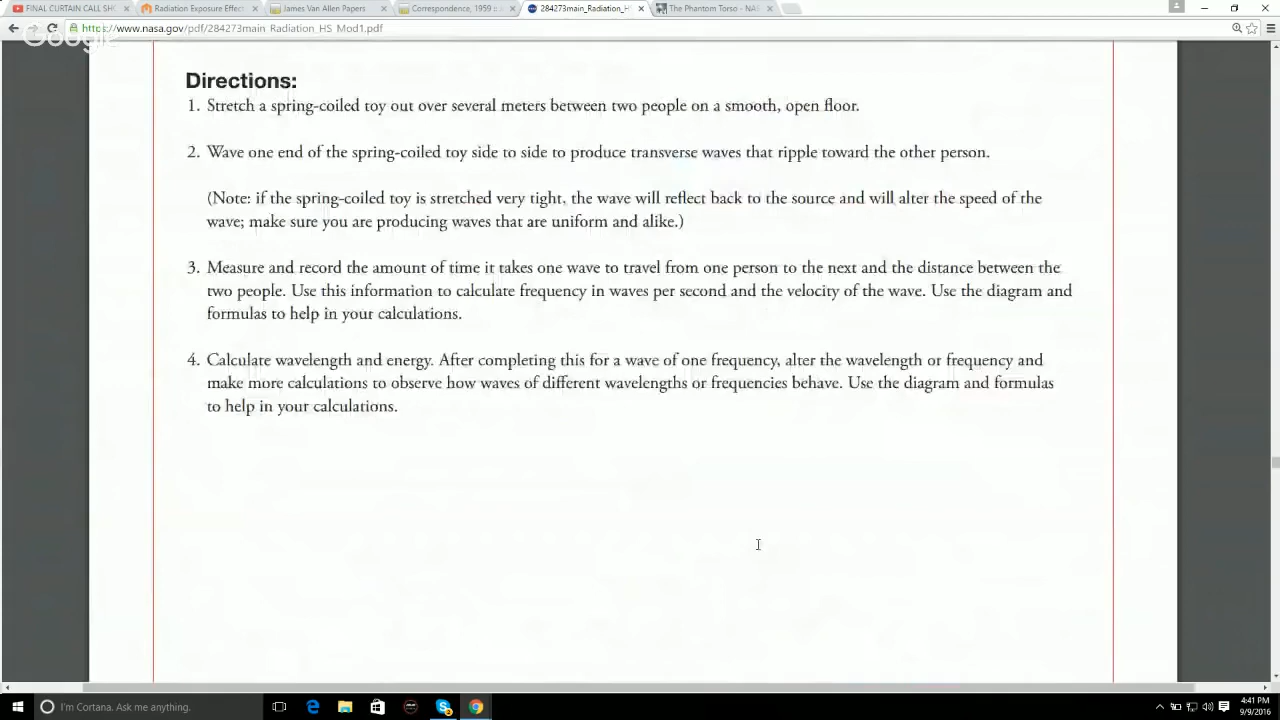 FINAL CURTAIN CALL SH
Radiation Exposure Effect
James Van Allen Papers
Correspondence, 1959
284273main_Radiation_H
The Phantom Torso - NA
https://www.nasa.gov/pdf/284273main_Radiation_HS_Mod1.pdf
Google
Directions:
1. Stretch a spring-coiled toy out over several meters between two people on a smooth, open floor.
2. Wave one end of the spring-coiled toy side to side to produce transverse waves that ripple toward the other person.
(Note: if the spring-coiled toy is stretched very tight, the wave will reflect back to the source and will alter the speed of the
wave; make sure you are producing waves that are uniform and alike.)
3. Measure and record the amount of time it takes one wave to travel from one person to the next and the distance between the
two people. Use this information to calculate frequency in waves per second and the velocity of the wave. Use the diagram and
formulas to help in your calculations.
4. Calculate wavelength and energy. After completing this for a wave of one frequency, alter the wavelength or frequency and
make more calculations to observe how waves of different wavelengths or frequencies behave. Use the diagram and formulas
to help in your calculations.
I'm Cortana. Ask me anything.
4:41 PM
9/9/2016